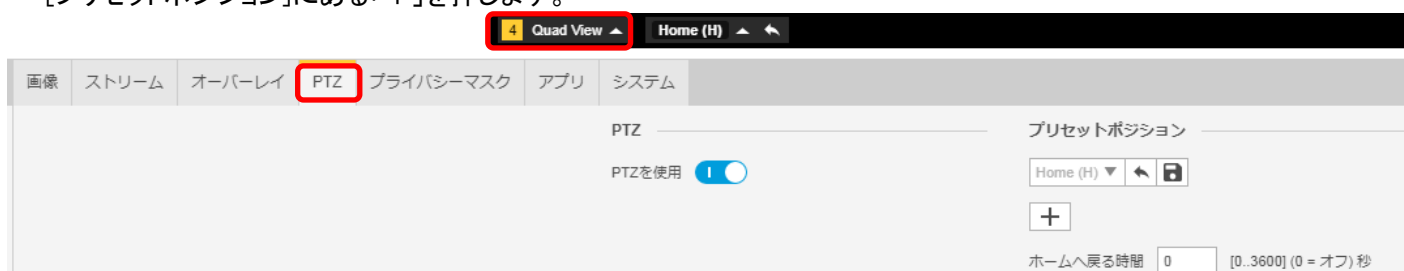 4 Quad View Home (H)
画像 ストリーム オーバーレイ PTZ プライバシーマスク アプリ システム
PTZ プリセットポジション
PTZを使用 Home (H)
ホームへ戻る時間 0 [0..3600] (0 = オフ) 秒